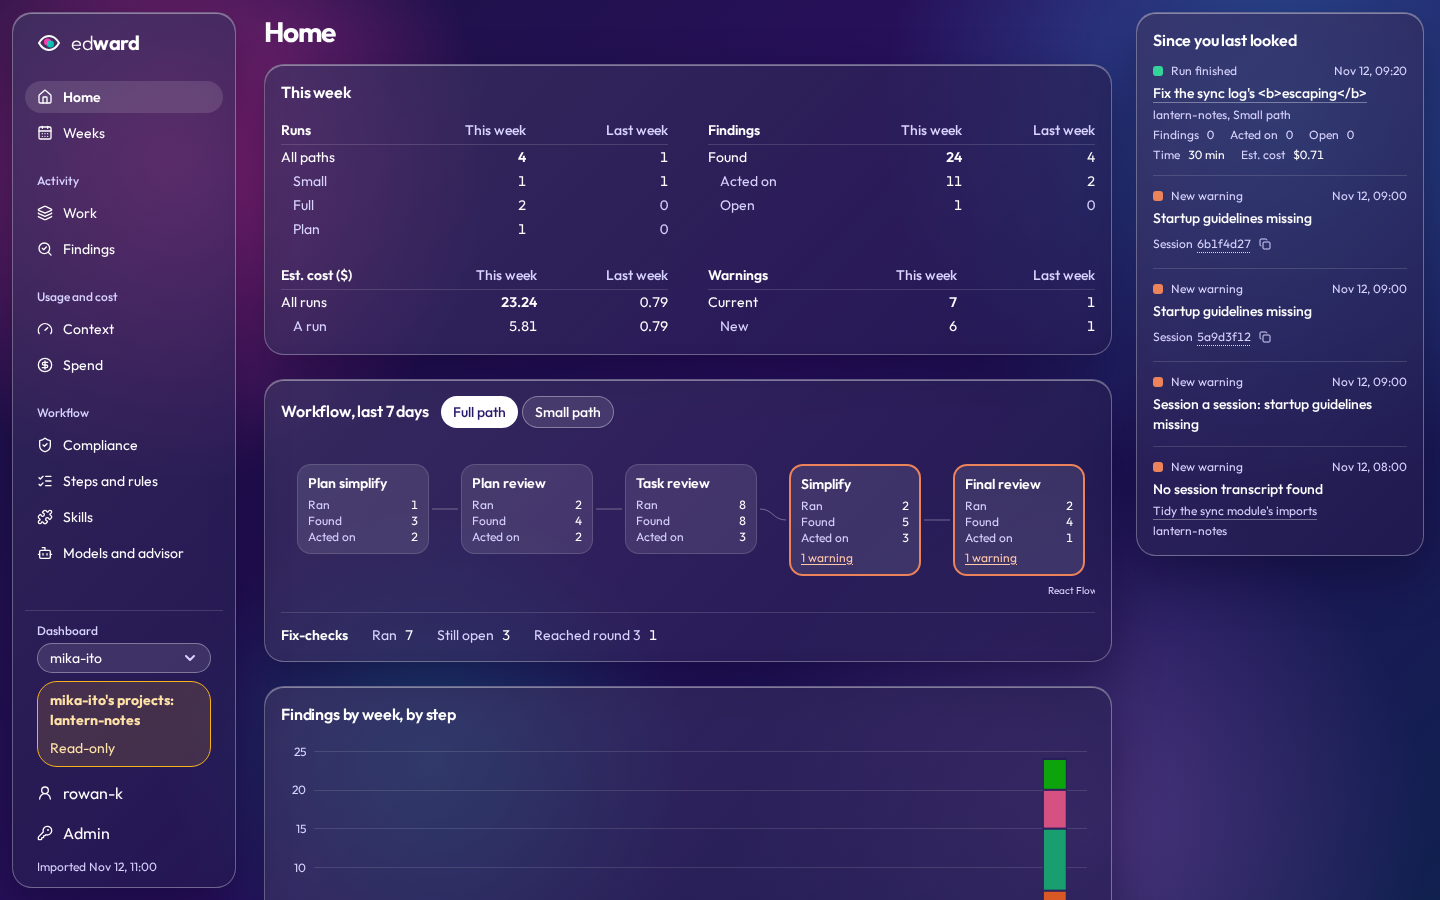 edward
Home
Weeks
Activity
Work
Findings
Usage and cost
Context
Spend
Workflow
Compliance
Steps and rules
Skills
Models and advisor
Dashboard
mika-ito
mika-ito's projects:
lantern-notes
Read-only
rowan-k
Admin
Imported Nov 12, 11:00
Home
This week
Runs This week Last week
All paths 4 1
Small 1 1
Full 2 0
Plan 1 0
Findings This week Last week
Found 24 4
Acted on 11 2
Open 1 0
Est. cost ($) This week Last week
All runs 23.24 0.79
A run 5.81 0.79
Warnings This week Last week
Current 7 1
New 6 1
Workflow, last 7 days Full path Small path
Plan simplify
Ran 1
Found 3
Acted on 2
Plan review
Ran 2
Found 4
Acted on 2
Task review
Ran 8
Found 8
Acted on 3
Simplify
Ran 2
Found 5
Acted on 3
1 warning
Final review
Ran 2
Found 4
Acted on 1
1 warning
React Flow
Fix-checks Ran 7 Still open 3 Reached round 3 1
Findings by week, by step
25
20
15
10
Since you last looked
Run finished Nov 12, 09:20
Fix the sync log's <b>escaping</b>
lantern-notes, Small path
Findings 0 Acted on 0 Open 0
Time 30 min Est. cost $0.71
New warning Nov 12, 09:00
Startup guidelines missing
Session 6b1f4d27
New warning Nov 12, 09:00
Startup guidelines missing
Session 5a9d3f12
New warning Nov 12, 09:00
Session a session: startup guidelines
missing
New warning Nov 12, 08:00
No session transcript found
Tidy the sync module's imports
lantern-notes